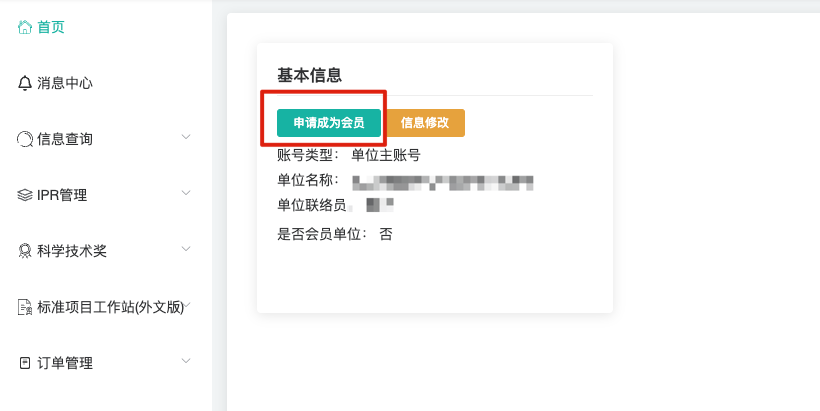 首页
消息中心
信息查询
IPR管理
科学技术奖
标准项目工作站(外文版)
订单管理
基本信息
申请成为会员 信息修改
账号类型： 单位主账号
单位名称：
单位联络员
是否会员单位： 否